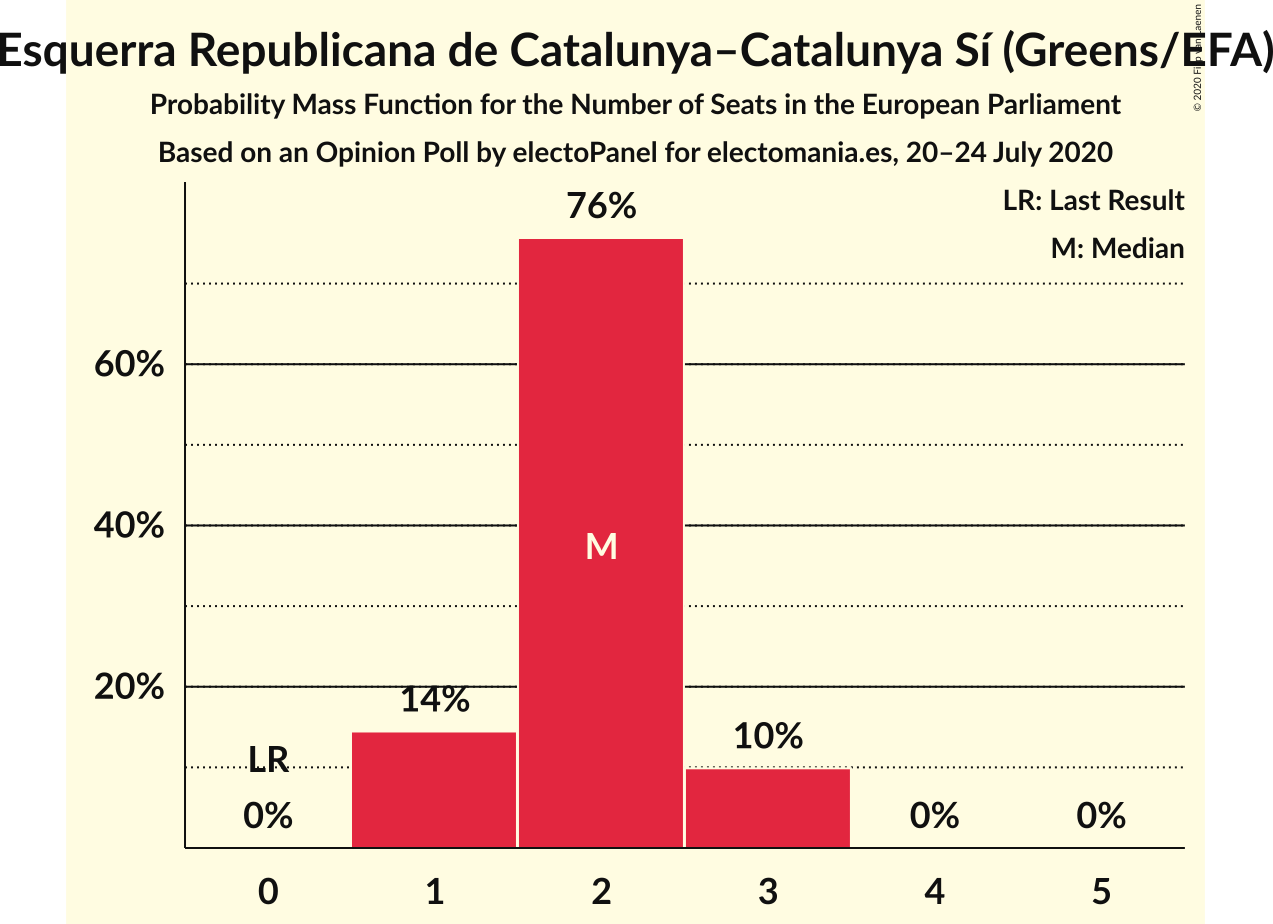 Esquerra Republicana de Catalunya–Catalunya Sí (Greens/EFA)
Probability Mass Function for the Number of Seats in the European Parliament
Based on an Opinion Poll by electoPanel for electomania.es, 20–24 July 2020
LR: Last Result
M: Median
76%
60%
M
40%
20%
14%
10%
LR
0%
0%
0%
0 1 2 3 4 5
© 2020